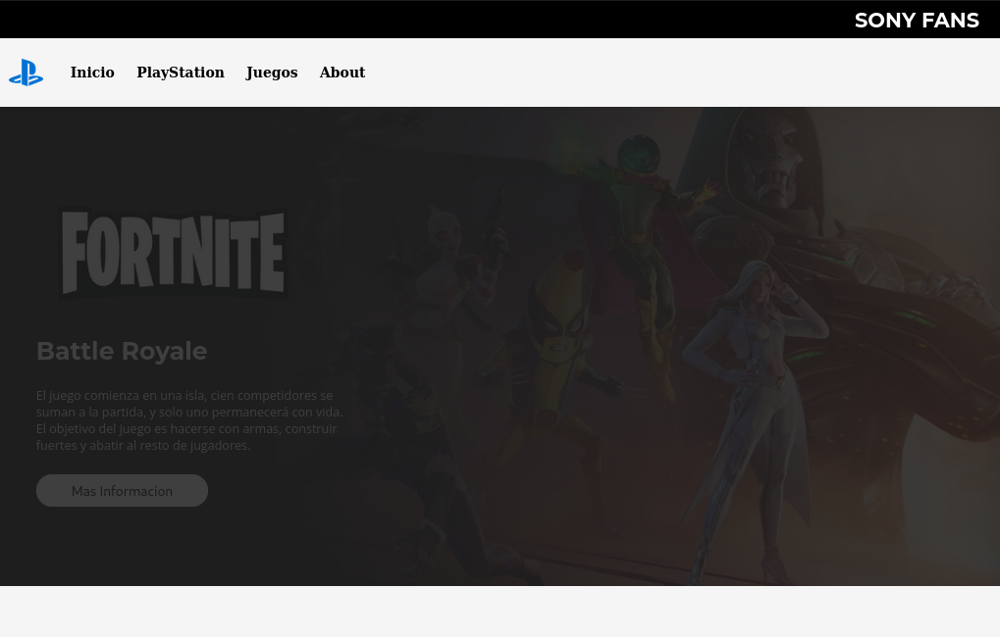 SONY FANS
Inicio PlayStation Juegos About
FORTNITE
Battle Royale
El juego comienza en una isla, cien competidores se
suman a la partida, y solo uno permanecerá con vida.
El objetivo del juego es hacerse con armas, construir
fuertes y abatir al resto de jugadores.
Mas Informacion